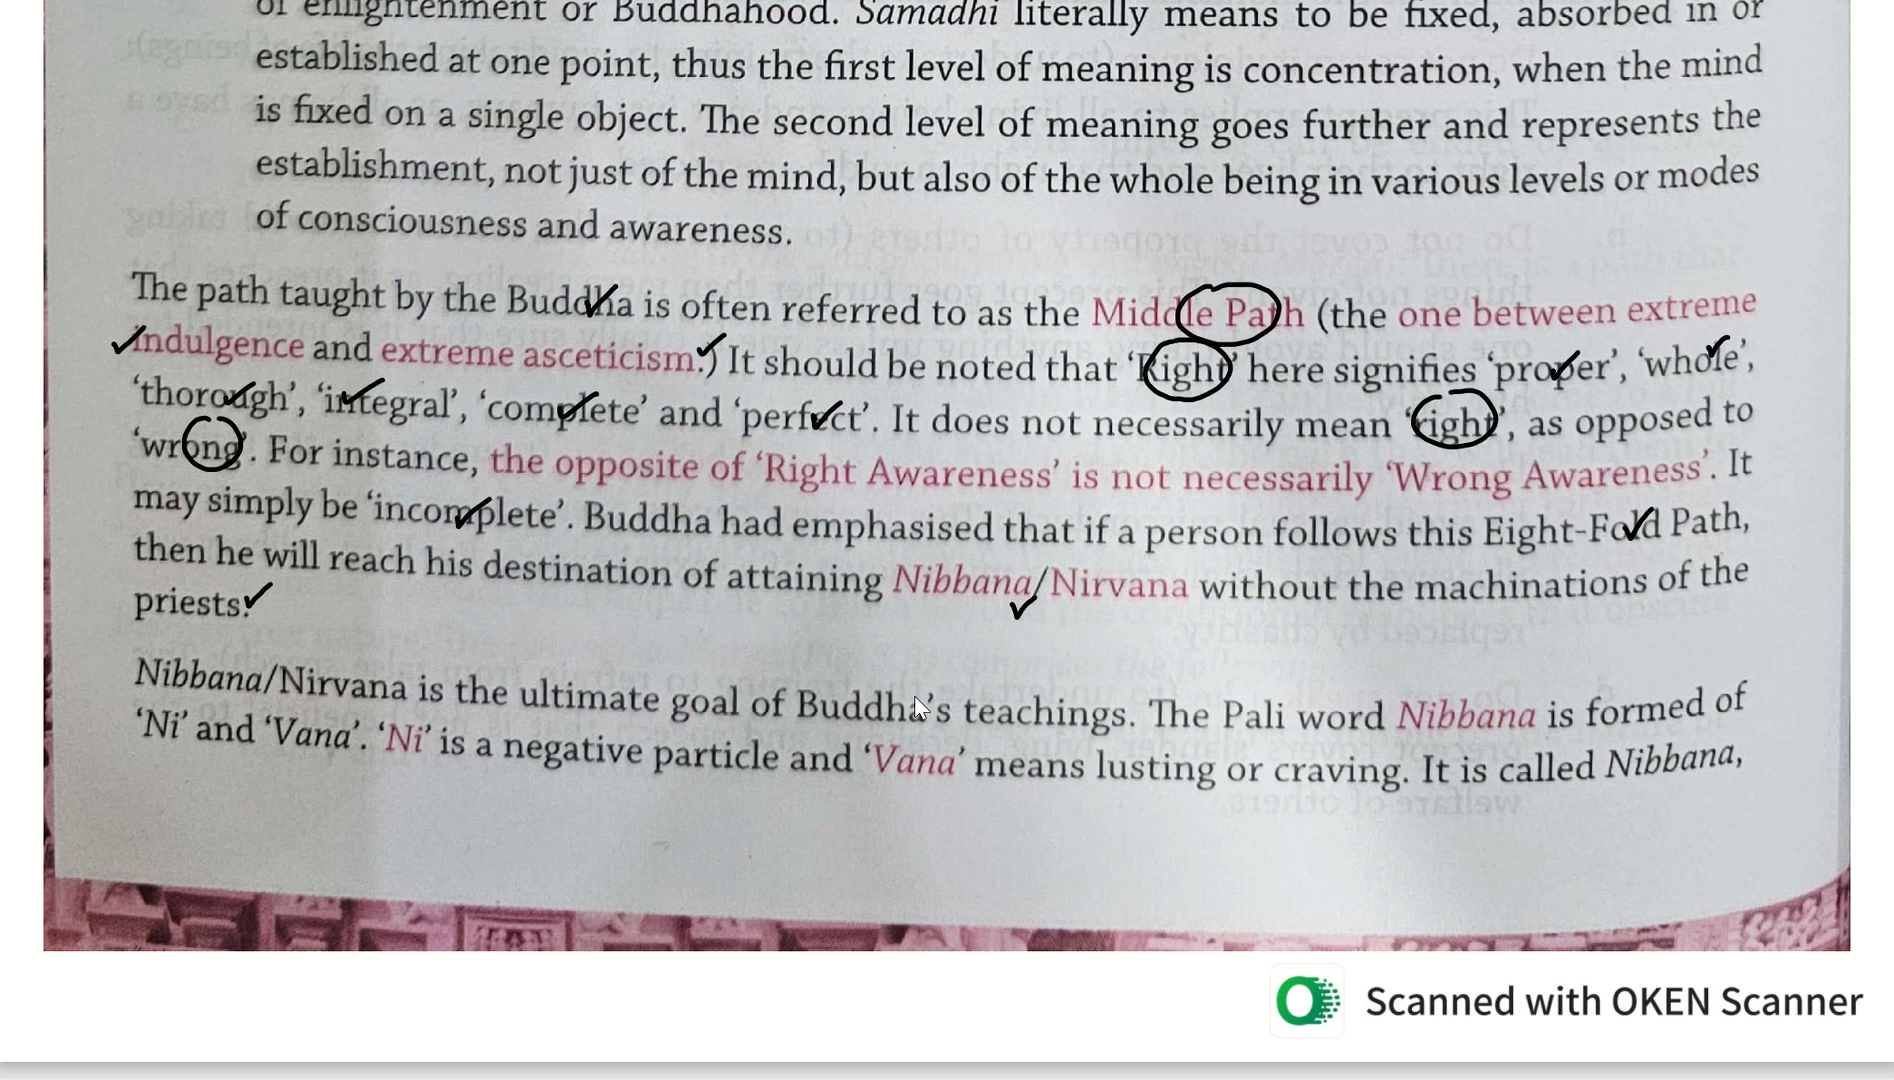 of enlightenment or Buddhahood. Samadhi literally means to be fixed, absorbed in or
established at one point, thus the first level of meaning is concentration, when the mind
is fixed on a single object. The second level of meaning goes further and represents the
establishment, not just of the mind, but also of the whole being in various levels or modes
of consciousness and awareness.
The path taught by the Buddha is often referred to as the Middle Path (the one between extreme
indulgence and extreme asceticism.) It should be noted that ‘Right’ here signifies ‘proper’, ‘whole’,
‘thorough’, ‘integral’, ‘complete’ and ‘perfect’. It does not necessarily mean ‘right’, as opposed to
‘wrong’. For instance, the opposite of ‘Right Awareness’ is not necessarily ‘Wrong Awareness’. It
may simply be ‘incomplete’. Buddha had emphasised that if a person follows this Eight-Fold Path,
then he will reach his destination of attaining Nibbana/Nirvana without the machinations of the
priests.
Nibbana/Nirvana is the ultimate goal of Buddha’s teachings. The Pali word Nibbana is formed of
‘Ni’ and ‘Vana’. ‘Ni’ is a negative particle and ‘Vana’ means lusting or craving. It is called Nibbana,
Scanned with OKEN Scanner